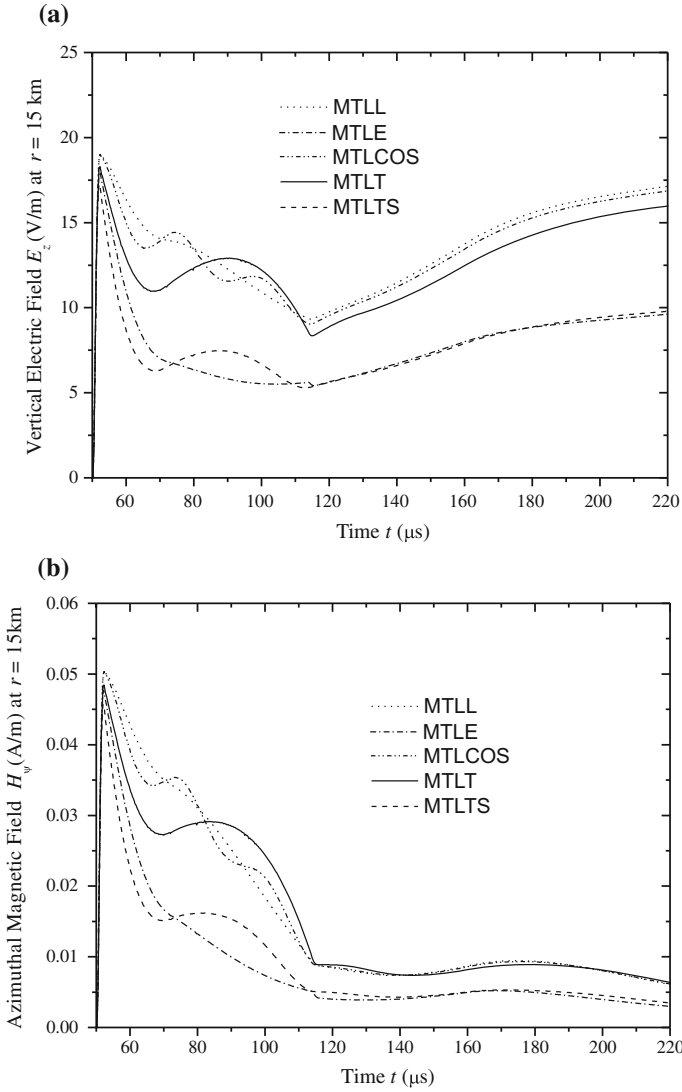 (a)
Vertical Electric Field E_z (V/m) at r = 15 km
25
20
15
10
5
0
MTLL
MTLE
MTLCOS
MTLT
MTLTS
60 80 100 120 140 160 180 200 220
Time t (μs)
(b)
Azimuthal Magnetic Field H_ψ (A/m) at r = 15km
0.06
0.05
0.04
0.03
0.02
0.01
0.00
MTLL
MTLE
MTLCOS
MTLT
MTLTS
60 80 100 120 140 160 180 200 220
Time t (μs)